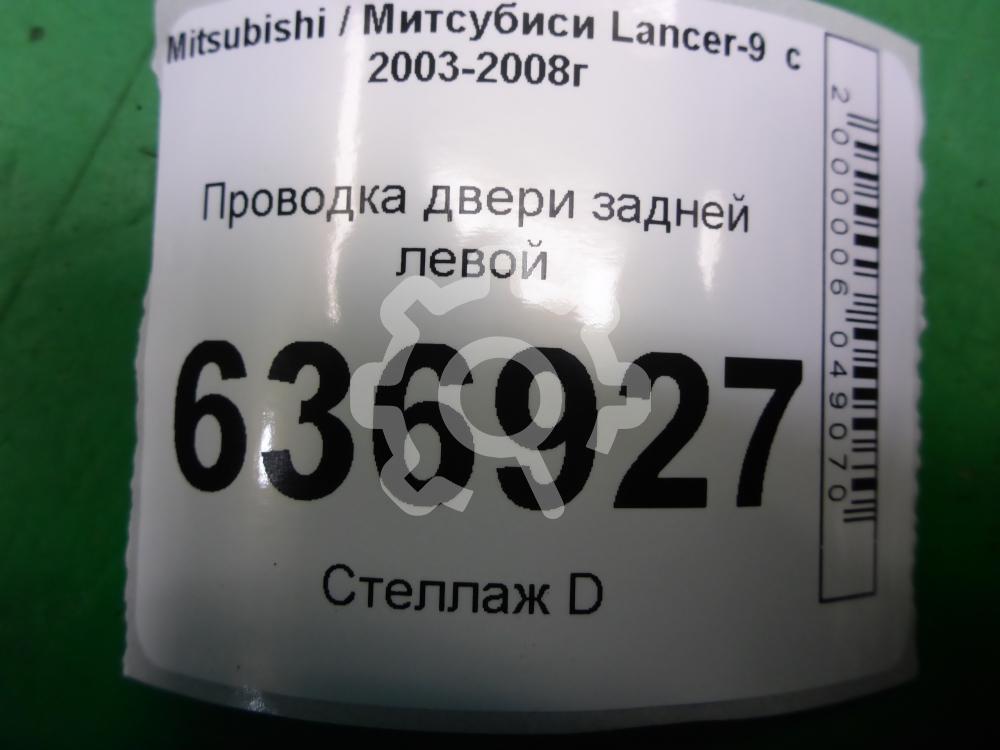 Mitsubishi / Митсубиси Lancer-9 с
2003-2008г
Проводка двери задней
левой
636927
Стеллаж D
2000006049070